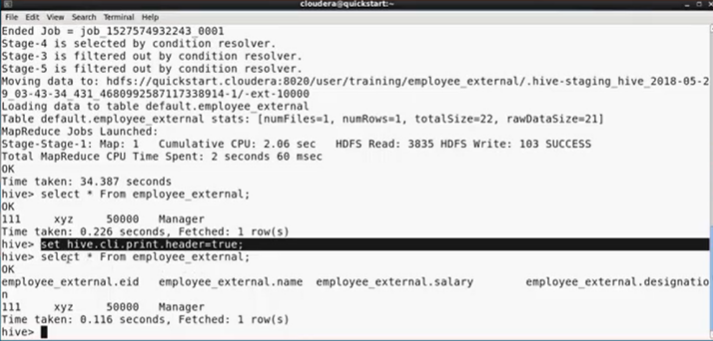 cloudera@quickstart:~
File Edit View Search Terminal Help
Ended Job = job_1527574932243_0001
Stage-4 is selected by condition resolver.
Stage-3 is filtered out by condition resolver.
Stage-5 is filtered out by condition resolver.
Moving data to: hdfs://quickstart.cloudera:8020/user/training/employee_external/.hive-staging_hive_2018-05-2
9_03-43-34_431_4680992587117338914-1/-ext-10000
Loading data to table default.employee_external
Table default.employee_external stats: [numFiles=1, numRows=1, totalSize=22, rawDataSize=21]
MapReduce Jobs Launched:
Stage-Stage-1: Map: 1 Cumulative CPU: 2.06 sec HDFS Read: 3835 HDFS Write: 103 SUCCESS
Total MapReduce CPU Time Spent: 2 seconds 60 msec
OK
Time taken: 34.387 seconds
hive> select * From employee_external;
OK
111 xyz 50000 Manager
Time taken: 0.226 seconds, Fetched: 1 row(s)
hive> set hive.cli.print.header=true;
hive> select * From employee_external;
OK
employee_external.eid employee_external.name employee_external.salary employee_external.designatio
n
111 xyz 50000 Manager
Time taken: 0.116 seconds, Fetched: 1 row(s)
hive>